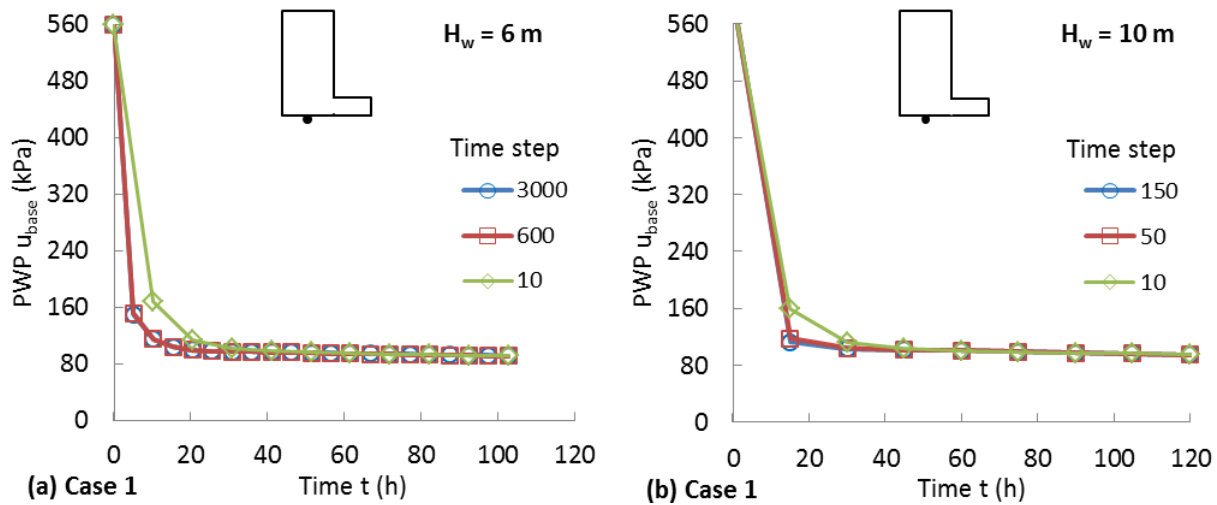 560
480
400
320
240
160
80
0
PWP u_base (kPa)
H_w = 6 m
Time step
3000
600
10
0 20 40 60 80 100 120
(a) Case 1
Time t (h)
560
480
400
320
240
160
80
0
PWP u_base (kPa)
H_w = 10 m
Time step
150
50
10
0 20 40 60 80 100 120
(b) Case 1
Time t (h)